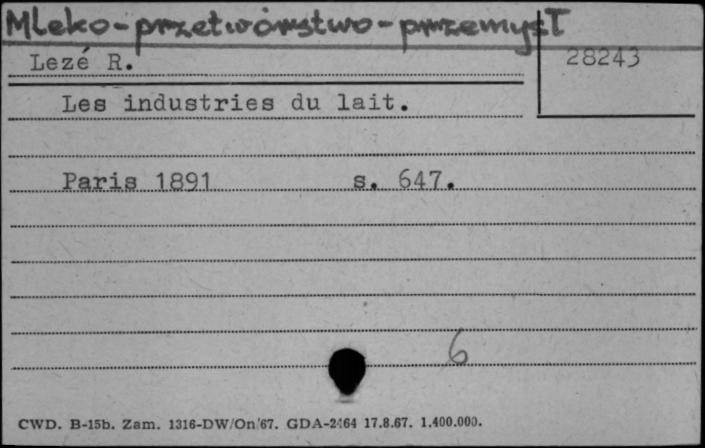 Mleko-przetwórstwo-przemysł
Lezé R.
28243
Les industries du lait.
Paris 1891 s. 647.
6
CWD. B-15b. Zam. 1316-DW/On/67. GDA-2464 17.8.67. 1.400.000.